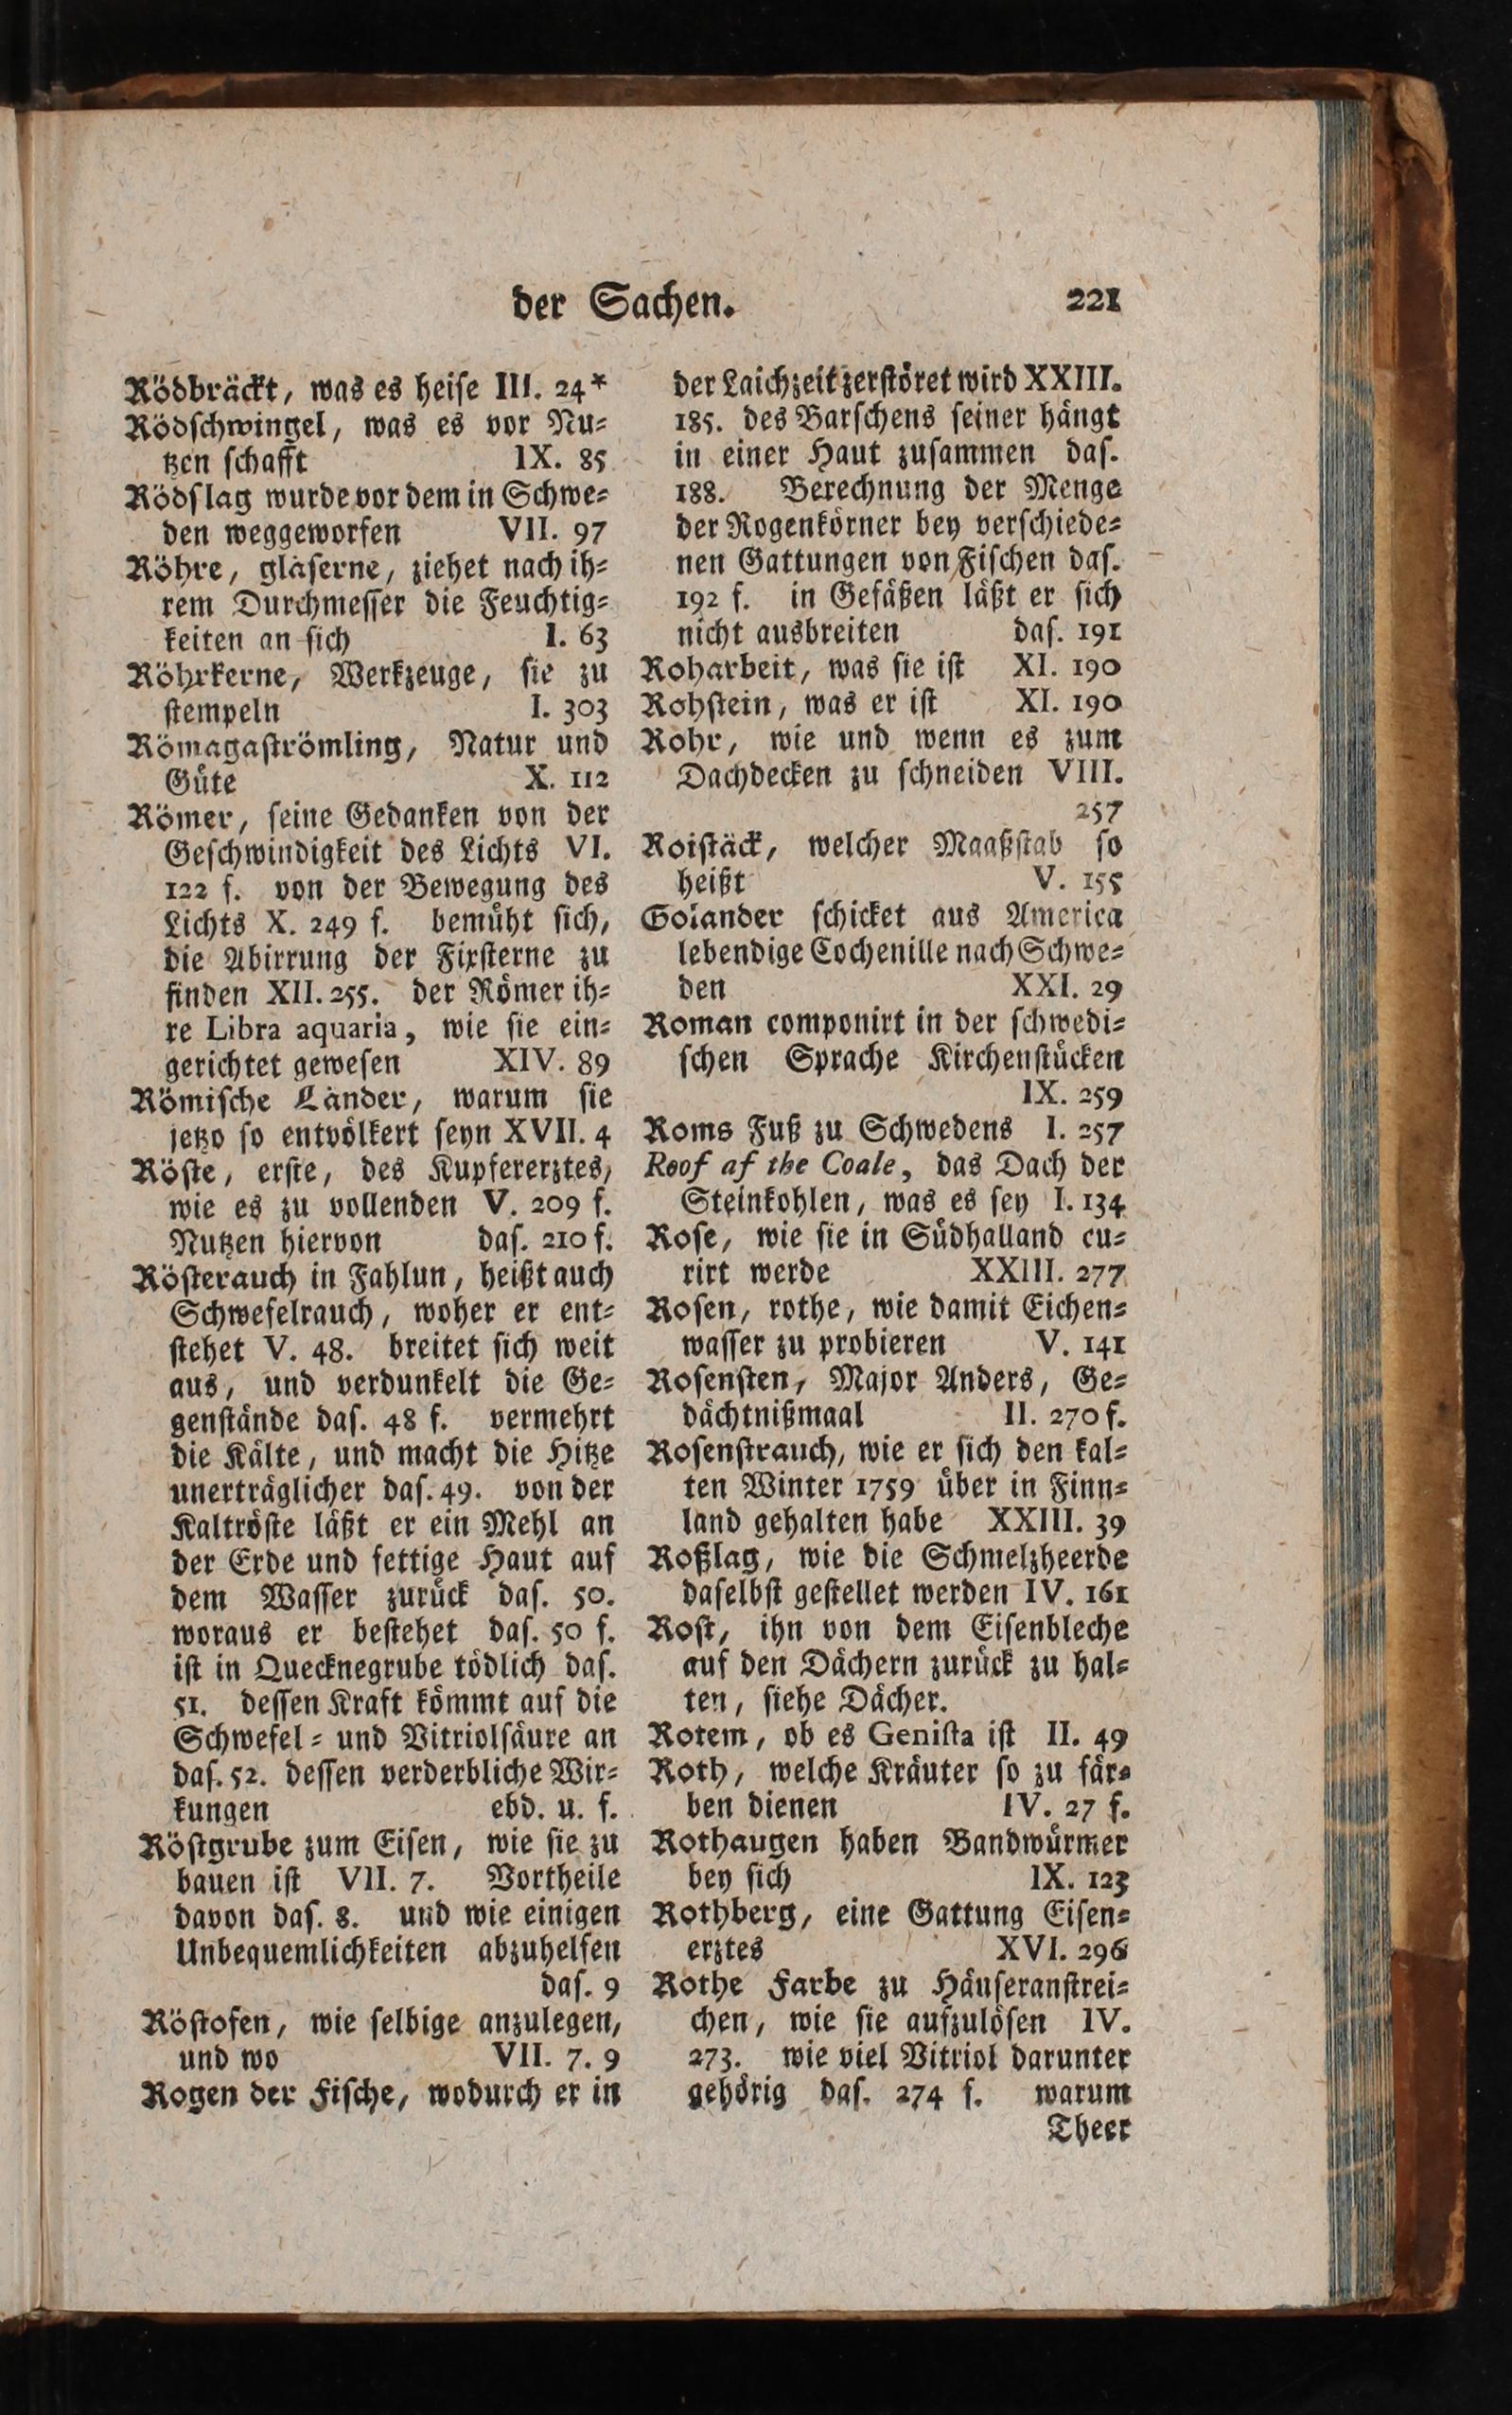 der Sachen. 221
Rödbräckt, was es heise III. 24*
Rödſchwingel, was es vor Nu-
tzen ſchafft IX. 85
Rödſlag wurde vor dem in Schwe-
den weggeworfen VII. 97
Röhre, gläſerne, ziehet nach ih-
rem Durchmeſſer die Feuchtig-
keiten an ſich I. 63
Röhrkerne, Werkzeuge, ſie zu
ſtempeln I. 303
Römagaſtrömling, Natur und
Güte X. 112
Römer, ſeine Gedanken von der
Geſchwindigkeit des Lichts VI.
122 f. von der Bewegung des
Lichts X. 249 f. bemüht ſich,
die Abirrung der Fixſterne zu
finden XII. 255. der Römer ih-
re Libra aquaria, wie ſie ein-
gerichtet geweſen XIV. 89
Römiſche Länder, warum ſie
jetzo ſo entvölkert ſeyn XVII. 4
Röſte, erſte, des Kupfererztes,
wie es zu vollenden V. 209 f.
Nutzen hiervon daſ. 210 f.
Röſterauch in Fahlun, heißt auch
Schwefelrauch, woher er ent-
ſtehet V. 48. breitet ſich weit
aus, und verdunkelt die Ge-
genſtände daſ. 48 f. vermehrt
die Kälte, und macht die Hitze
unerträglicher daſ. 49. von der
Kaltröſte läßt er ein Mehl an
der Erde und fettige Haut auf
dem Waſſer zurück daſ. 50.
woraus er beſtehet daſ. 50 f.
iſt in Quecknegrube tödlich daſ.
51. deſſen Kraft kömmt auf die
Schwefel- und Vitriolſäure an
daſ. 52. deſſen verderbliche Wir-
kungen ebd. u. f.
Röſtgrube zum Eiſen, wie ſie zu
bauen iſt VII. 7. Vortheile
davon daſ. 8. und wie einigen
Unbequemlichkeiten abzuhelfen
daſ. 9
Röſtofen, wie ſelbige anzulegen,
und wo VII. 7. 9
Rogen der Fiſche, wodurch er in
der Laichzeit zerſtöret wird XXIII.
185. des Barſchens ſeiner hängt
in einer Haut zuſammen daſ.
188. Berechnung der Menge
der Rogenkörner bey verſchiede-
nen Gattungen von Fiſchen daſ.
192 f. in Gefäßen läßt er ſich
nicht ausbreiten daſ. 191
Roharbeit, was ſie iſt XI. 190
Rohſtein, was er iſt XI. 190
Rohr, wie und wenn es zum
Dachdecken zu ſchneiden VIII.
257
Roiſtäck, welcher Maaßſtab ſo
heißt V. 155
Golander ſchicket aus America
lebendige Cochenille nach Schwe-
den XXI. 29
Roman componirt in der ſchwedi-
ſchen Sprache Kirchenſtücken
IX. 259
Roms Fuß zu Schwedens I. 257
Roof af the Coale, das Dach der
Steinkohlen, was es ſey I. 134
Roſe, wie ſie in Südhalland cu-
rirt werde XXIII. 277
Roſen, rothe, wie damit Eichen-
waſſer zu probieren V. 141
Roſenſten, Major Anders, Ge-
dächtnißmaal II. 270 f.
Roſenſtrauch, wie er ſich den kal-
ten Winter 1759 über in Finn-
land gehalten habe XXIII. 39
Roßlag, wie die Schmelzheerde
daſelbſt geſtellet werden IV. 161
Roſt, ihn von dem Eiſenbleche
auf den Dächern zurück zu hal-
ten, ſiehe Dächer.
Rotem, ob es Geniſta iſt II. 49
Roth, welche Kräuter ſo zu fär-
ben dienen IV. 27 f.
Rothaugen haben Bandwürmer
bey ſich IX. 123
Rothberg, eine Gattung Eiſen-
erztes XVI. 296
Rothe Farbe zu Häuſeranſtrei-
chen, wie ſie aufzulöſen IV.
273. wie viel Vitriol darunter
gehörig daſ. 274 f. warum
Theer